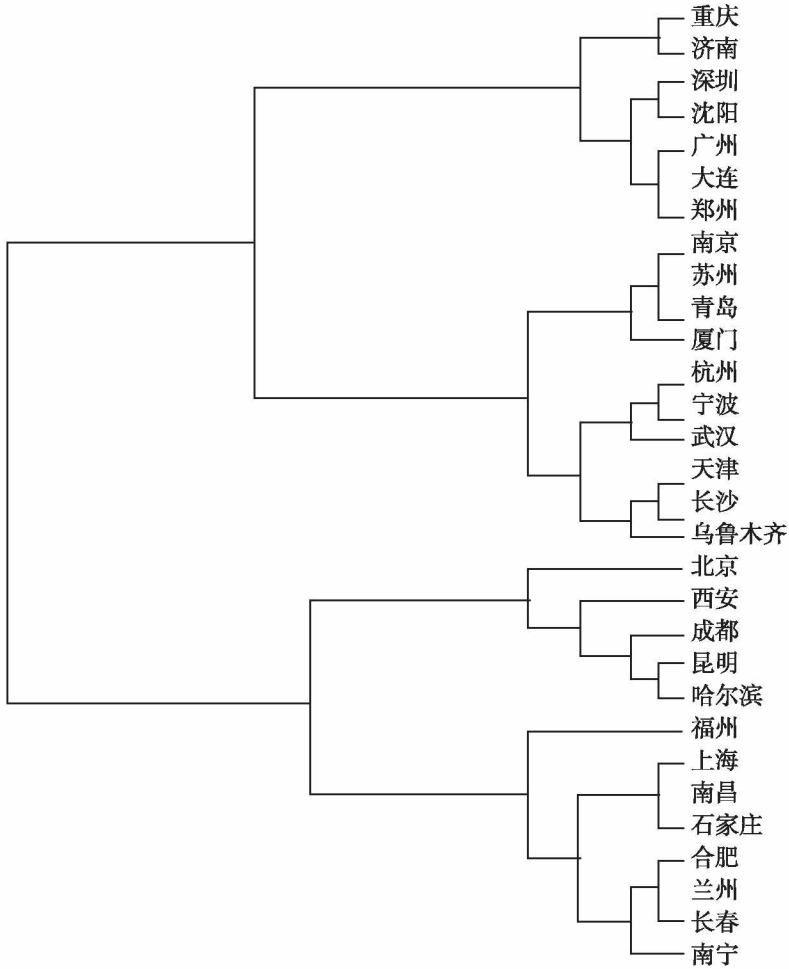 重庆
济南
深圳
沈阳
广州
大连
郑州
南京
苏州
青岛
厦门
杭州
宁波
武汉
天津
长沙
乌鲁木齐
北京
西安
成都
昆明
哈尔滨
福州
上海
南昌
石家庄
合肥
兰州
长春
南宁